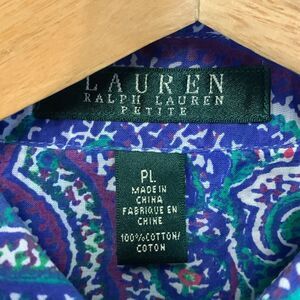 LAUREN
RALPH LAUREN
PETITE
PL
MADE IN
CHINA
FABRIQUE EN
CHINE
100% COTTON/
COTON